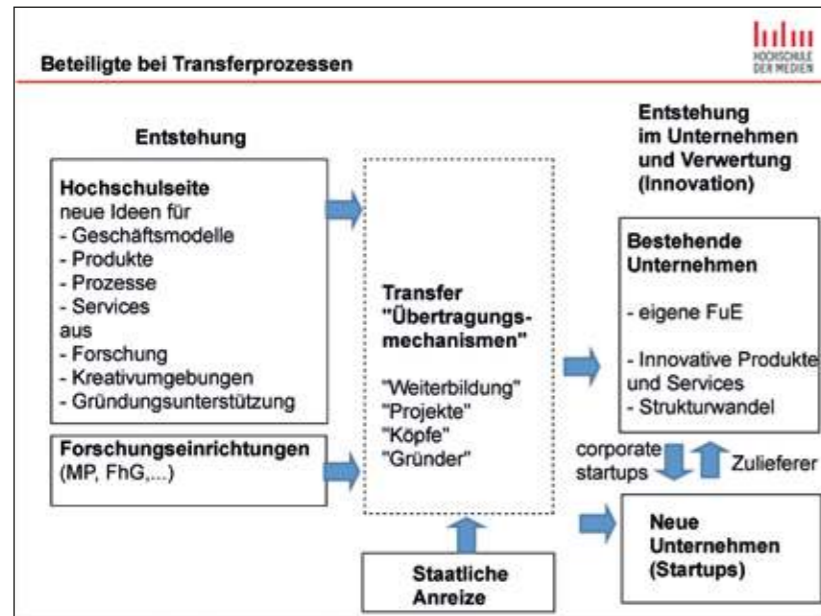 Beteiligte bei Transferprozessen
HOCHSCHULE
DER MEDIEN
Entstehung
Hochschulseite
neue Ideen für
- Geschäftsmodelle
- Produkte
- Prozesse
- Services
aus
- Forschung
- Kreativumgebungen
- Gründungsunterstützung
Forschungseinrichtungen
(MP, FhG,...)
Transfer
"Übertragungs-
mechanismen"
"Weiterbildung"
"Projekte"
"Köpfe"
"Gründer"
Staatliche
Anreize
Entstehung
im Unternehmen
und Verwertung
(Innovation)
Bestehende
Unternehmen
- eigene FuE
- Innovative Produkte
und Services
- Strukturwandel
corporate
startups
Zulieferer
Neue
Unternehmen
(Startups)